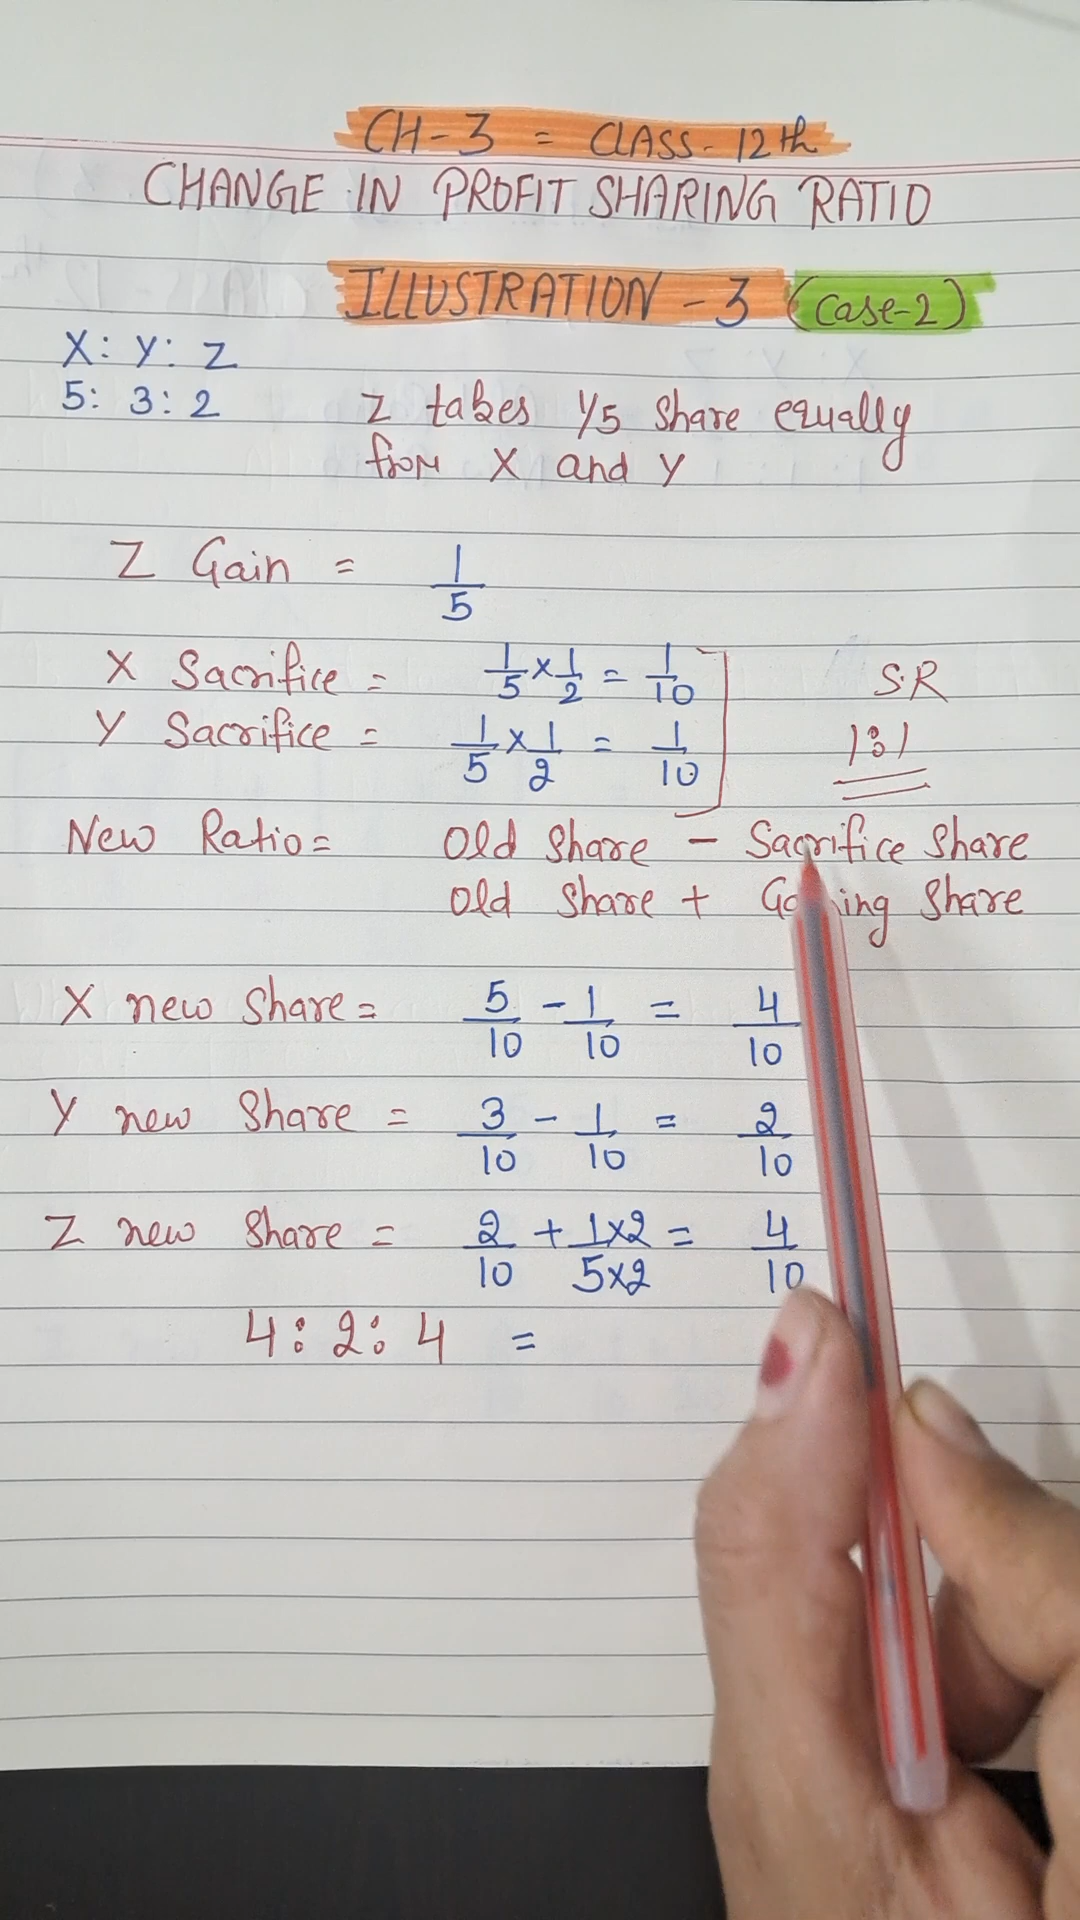 CH-3 = CLASS-12th
CHANGE IN PROFIT SHARING RATIO
ILLUSTRATION-3 (Case-2)
X: Y: Z
5: 3: 2
Z takes 1/5 share equally
from X and Y
Z Gain = 1/5
X Sacrifice = 1/5 × 1/2 = 1/10
Y Sacrifice = 1/5 × 1/2 = 1/10
S.R
1:1
New Ratio = Old Share - Sacrifice Share
Old Share + Share
X new Share = 5/10 - 1/10 = 4/10
Y new Share = 3/10 - 1/10 = 2/10
Z new Share = 2/10 + 1×2/5×2 = 4/10
4:2:4 =